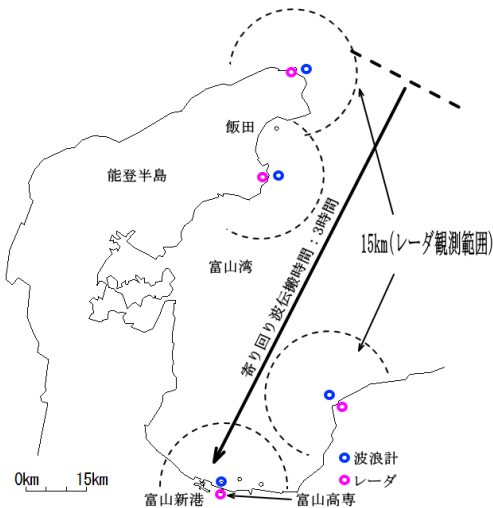 飯田
能登半島
富山湾
寄り回り波伝搬時間：3時間
15km(レーダ観測範囲)
波浪計
レーダ
0km 15km
富山新港
富山高専